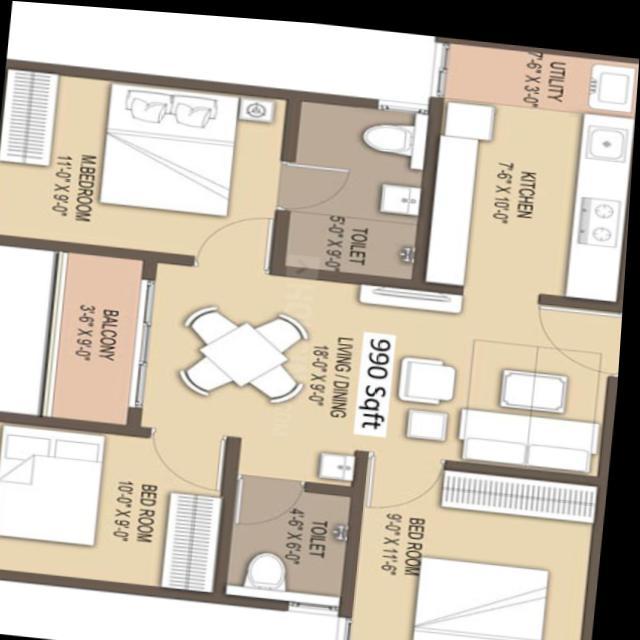 UTILITY
7'-6" X 3'-0"
KITCHEN
7'-6" X 10'-0"
M.BEDROOM
11'-0" X 9'-0"
TOILET
5'-0" X 9'-0"
BALCONY
3'-6" X 9'-0"
LIVING / DINING
18'-0" X 9'-0"
990 Sqft
BED ROOM
10'-0" X 9'-0"
TOILET
4'-6" X 6'-0"
BED ROOM
9'-0" X 11'-6"